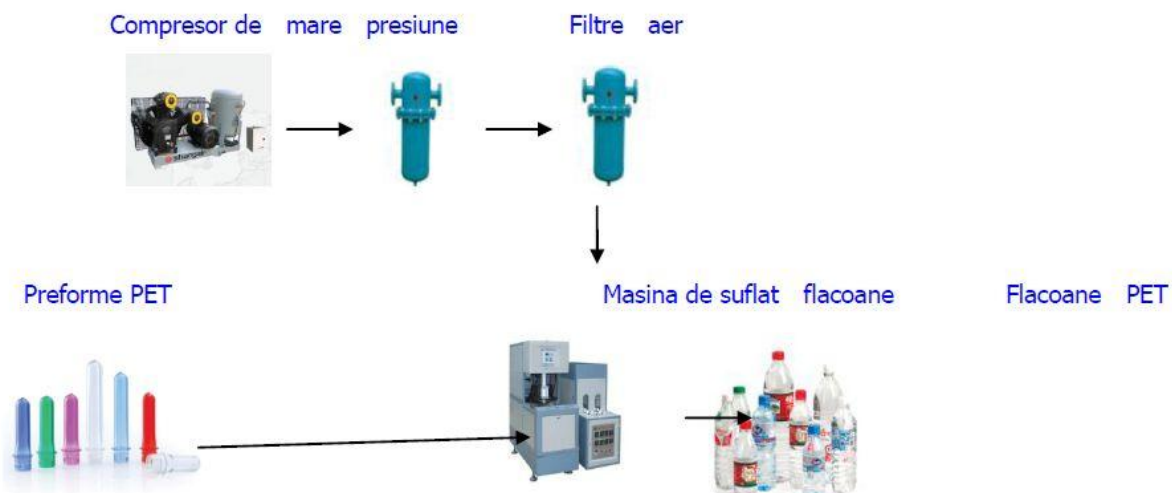 Compresor de mare presiune Filtre aer
Preforme PET Masina de suflat flacoane Flacoane PET